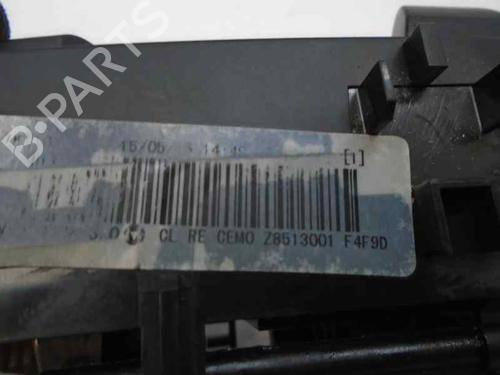 B-PARTS
15/05/ 14:4
[1]
CL RE CEMO Z8513001 F4F9D